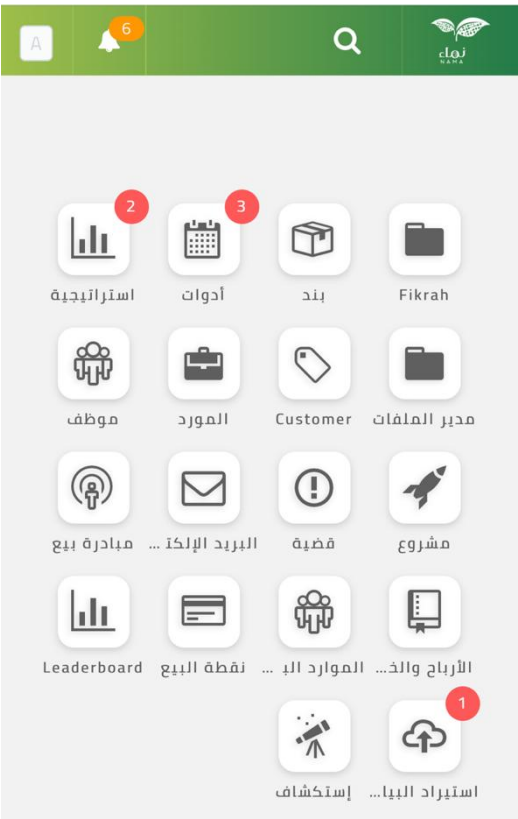 نماء
NAMA
6
A
Fikrah
بند
أدوات
3
استراتيجية
2
مدير الملفات
Customer
المورد
موظف
مشروع
قضية
البريد الإلكت ...
مبادرة بيع
الأرباح والخ...
الموارد الب ...
نقطة البيع
Leaderboard
استيراد البيا...
1
إستكشاف